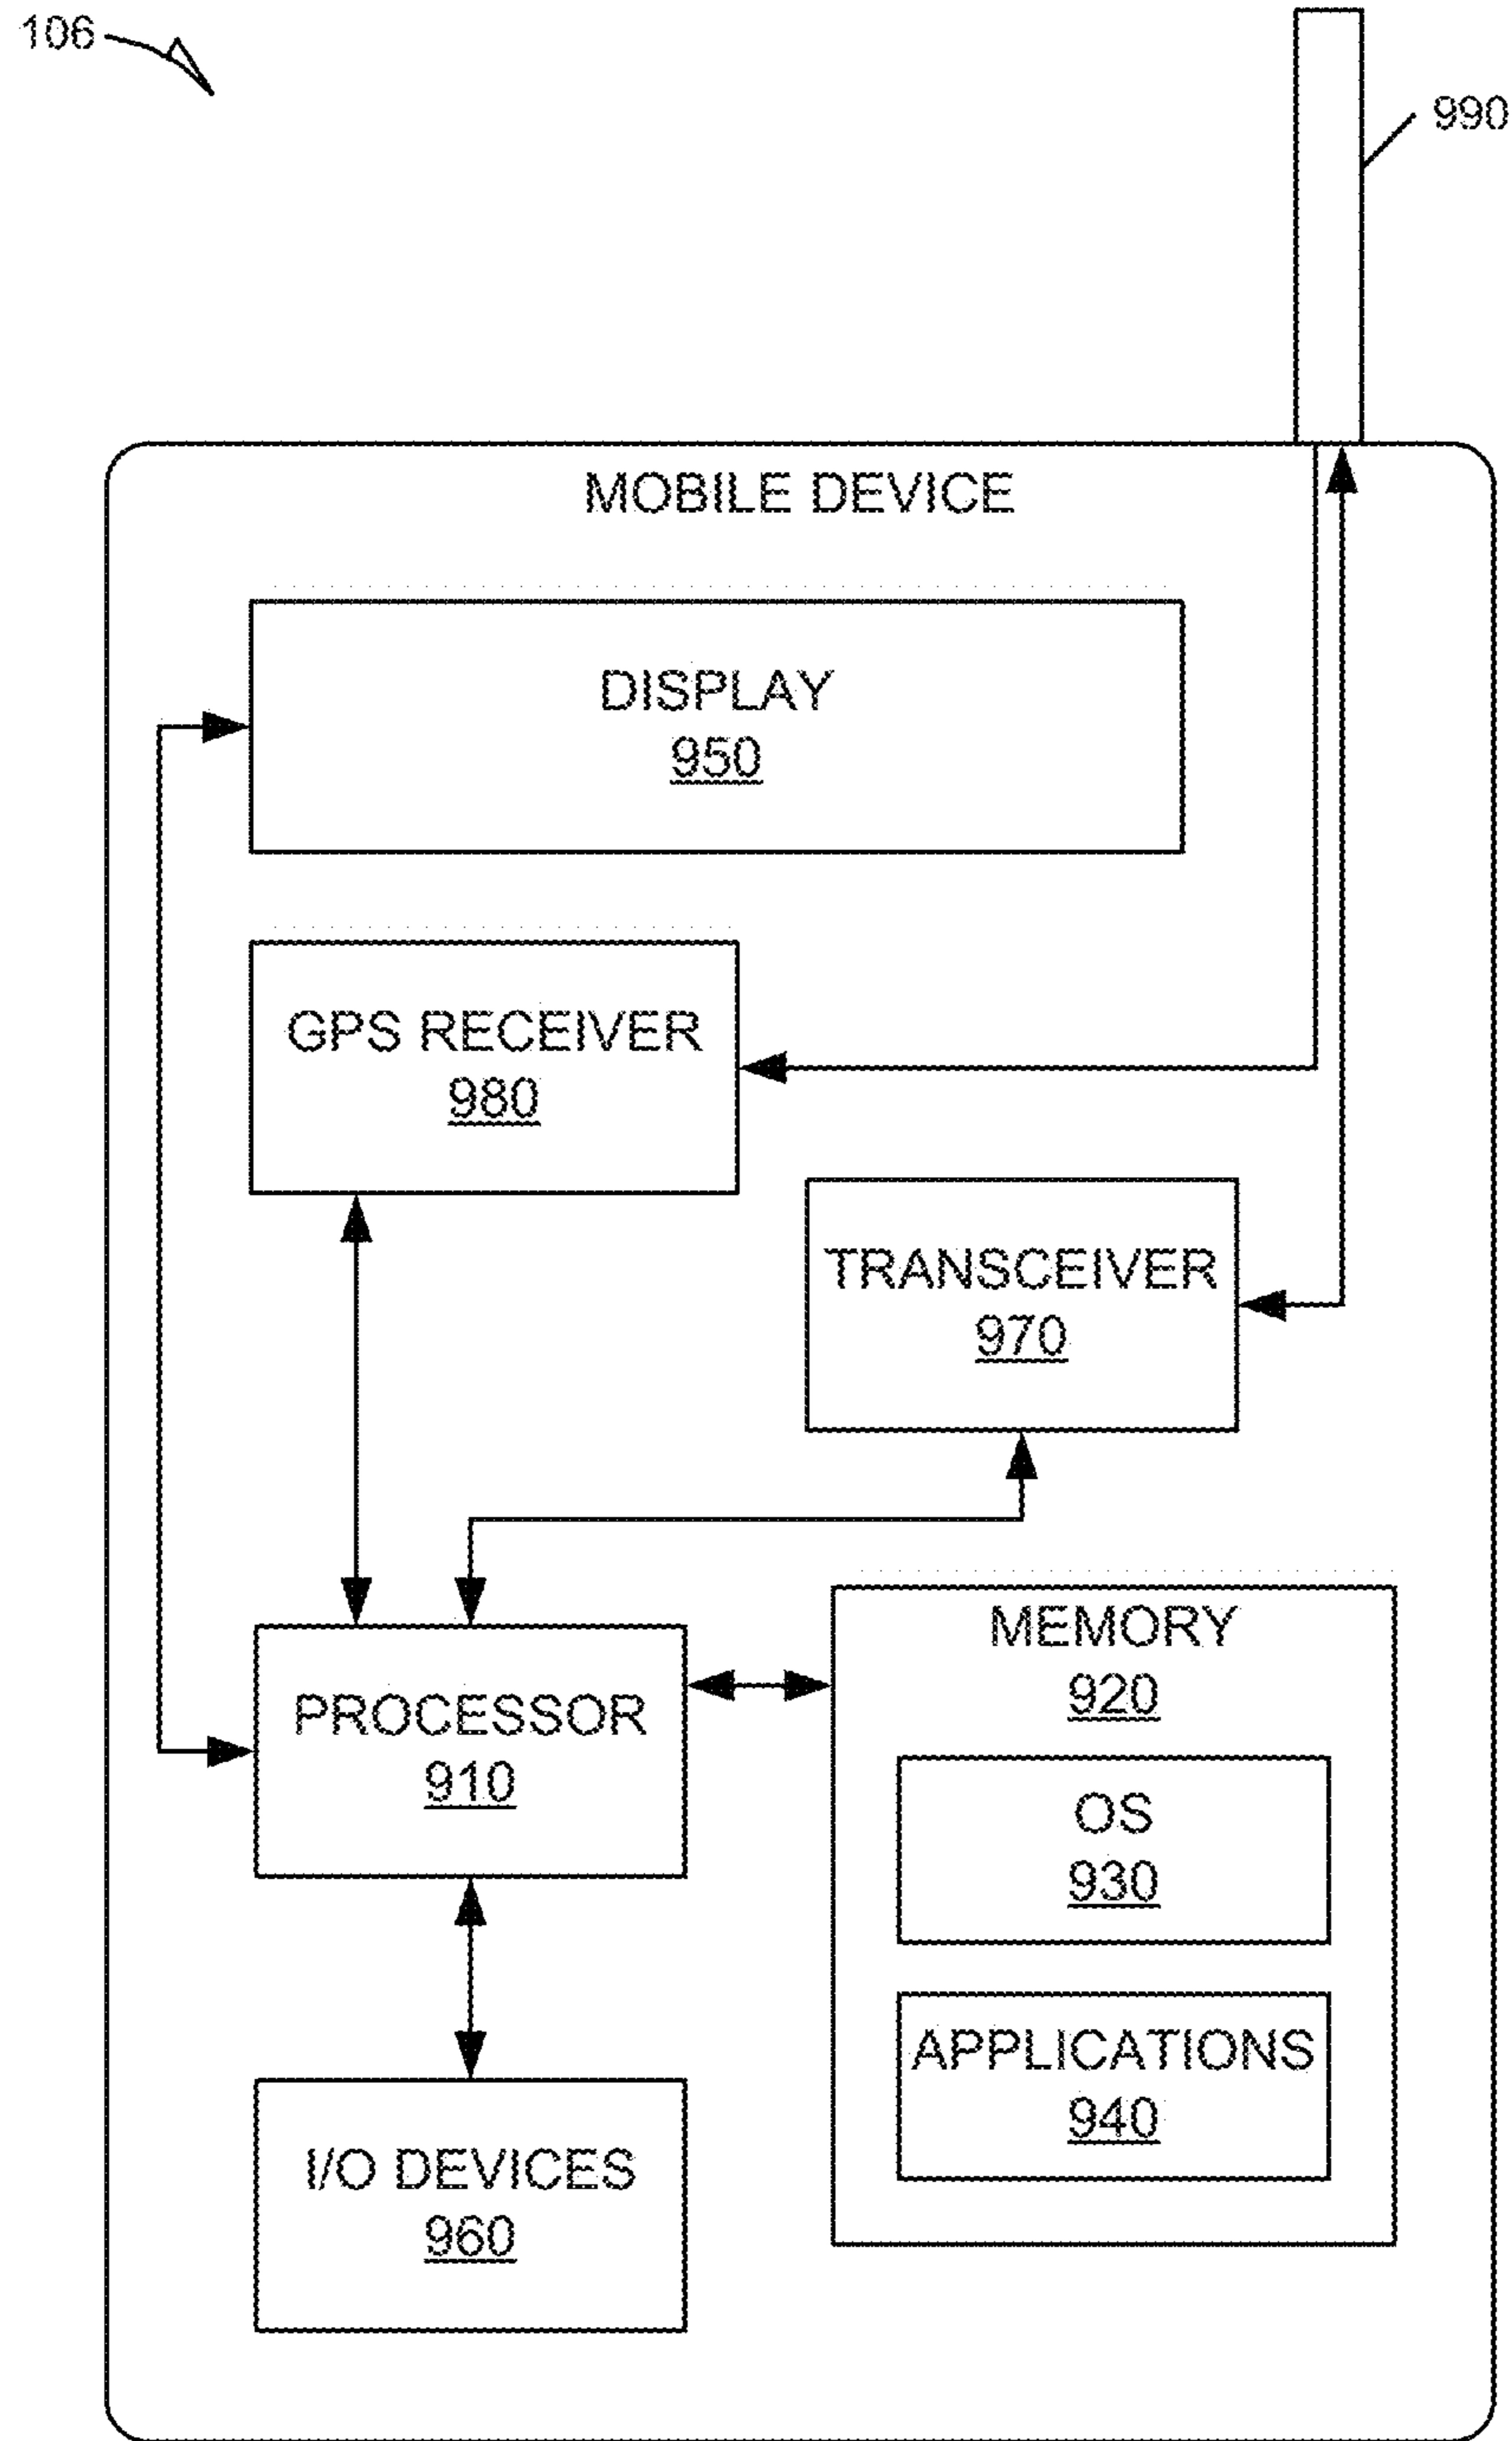 106
990
MOBILE DEVICE
DISPLAY
950
GPS RECEIVER
980
TRANSCEIVER
970
MEMORY
920
PROCESSOR
910
OS
930
APPLICATIONS
940
I/O DEVICES
960